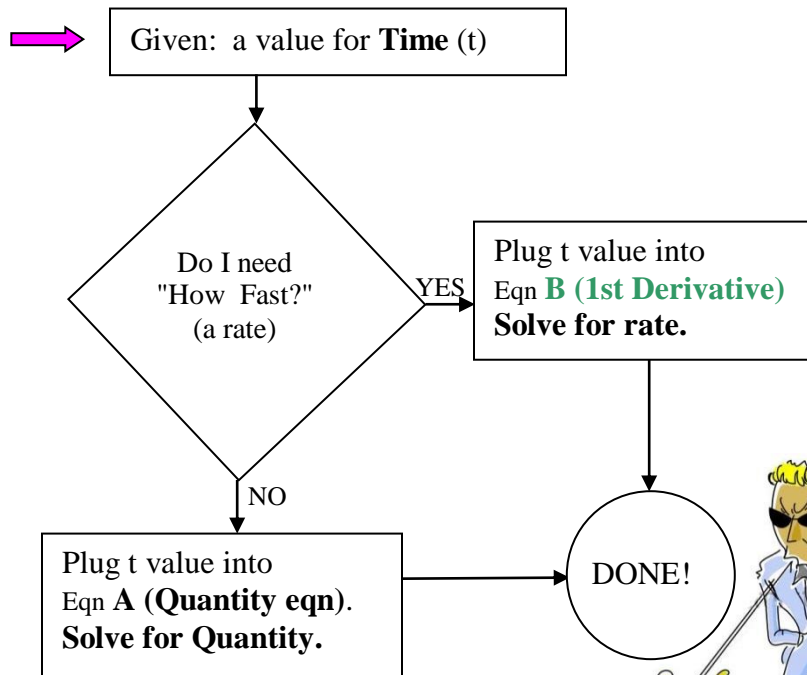 Given: a value for Time (t)
Do I need
"How Fast?"
(a rate)
YES
Plug t value into
Eqn B (1st Derivative)
Solve for rate.
NO
Plug t value into
Eqn A (Quantity eqn).
Solve for Quantity.
DONE!